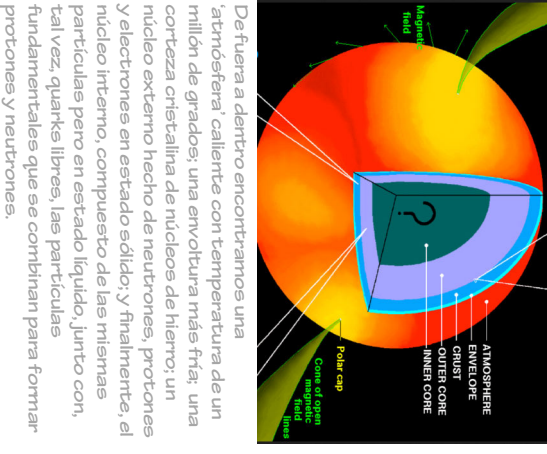 De fuera a dentro encontramos una
‘atmósfera’ caliente con temperatura de un
millón de grados; una envoltura más fría; una
corteza cristalina de núcleos de hierro; un
núcleo externo hecho de neutrones, protones
y electrones en estado sólido; y finalmente, el
núcleo interno, compuesto de las mismas
partículas pero en estado líquido, junto con,
tal vez, quarks libres, las partículas
fundamentales que se combinan para formar
protones y neutrones.
Magnetic
field
?
ATMOSPHERE
ENVELOPE
CRUST
OUTER CORE
INNER CORE
Polar cap
Cone of open
magnetic
field
lines